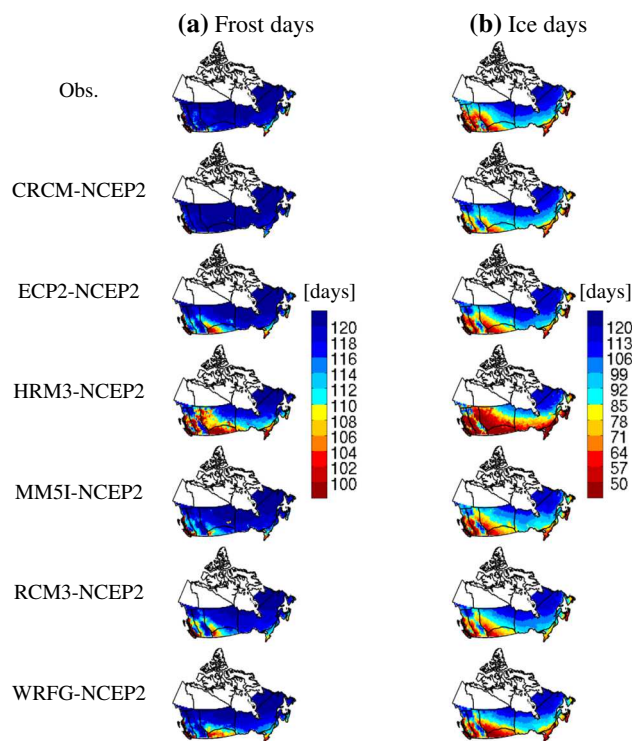 (a) Frost days
(b) Ice days
Obs.
CRCM-NCEP2
ECP2-NCEP2
[days]
120
118
116
114
112
110
108
106
104
102
100
[days]
120
113
106
99
92
85
78
71
64
57
50
HRM3-NCEP2
MM5I-NCEP2
RCM3-NCEP2
WRFG-NCEP2